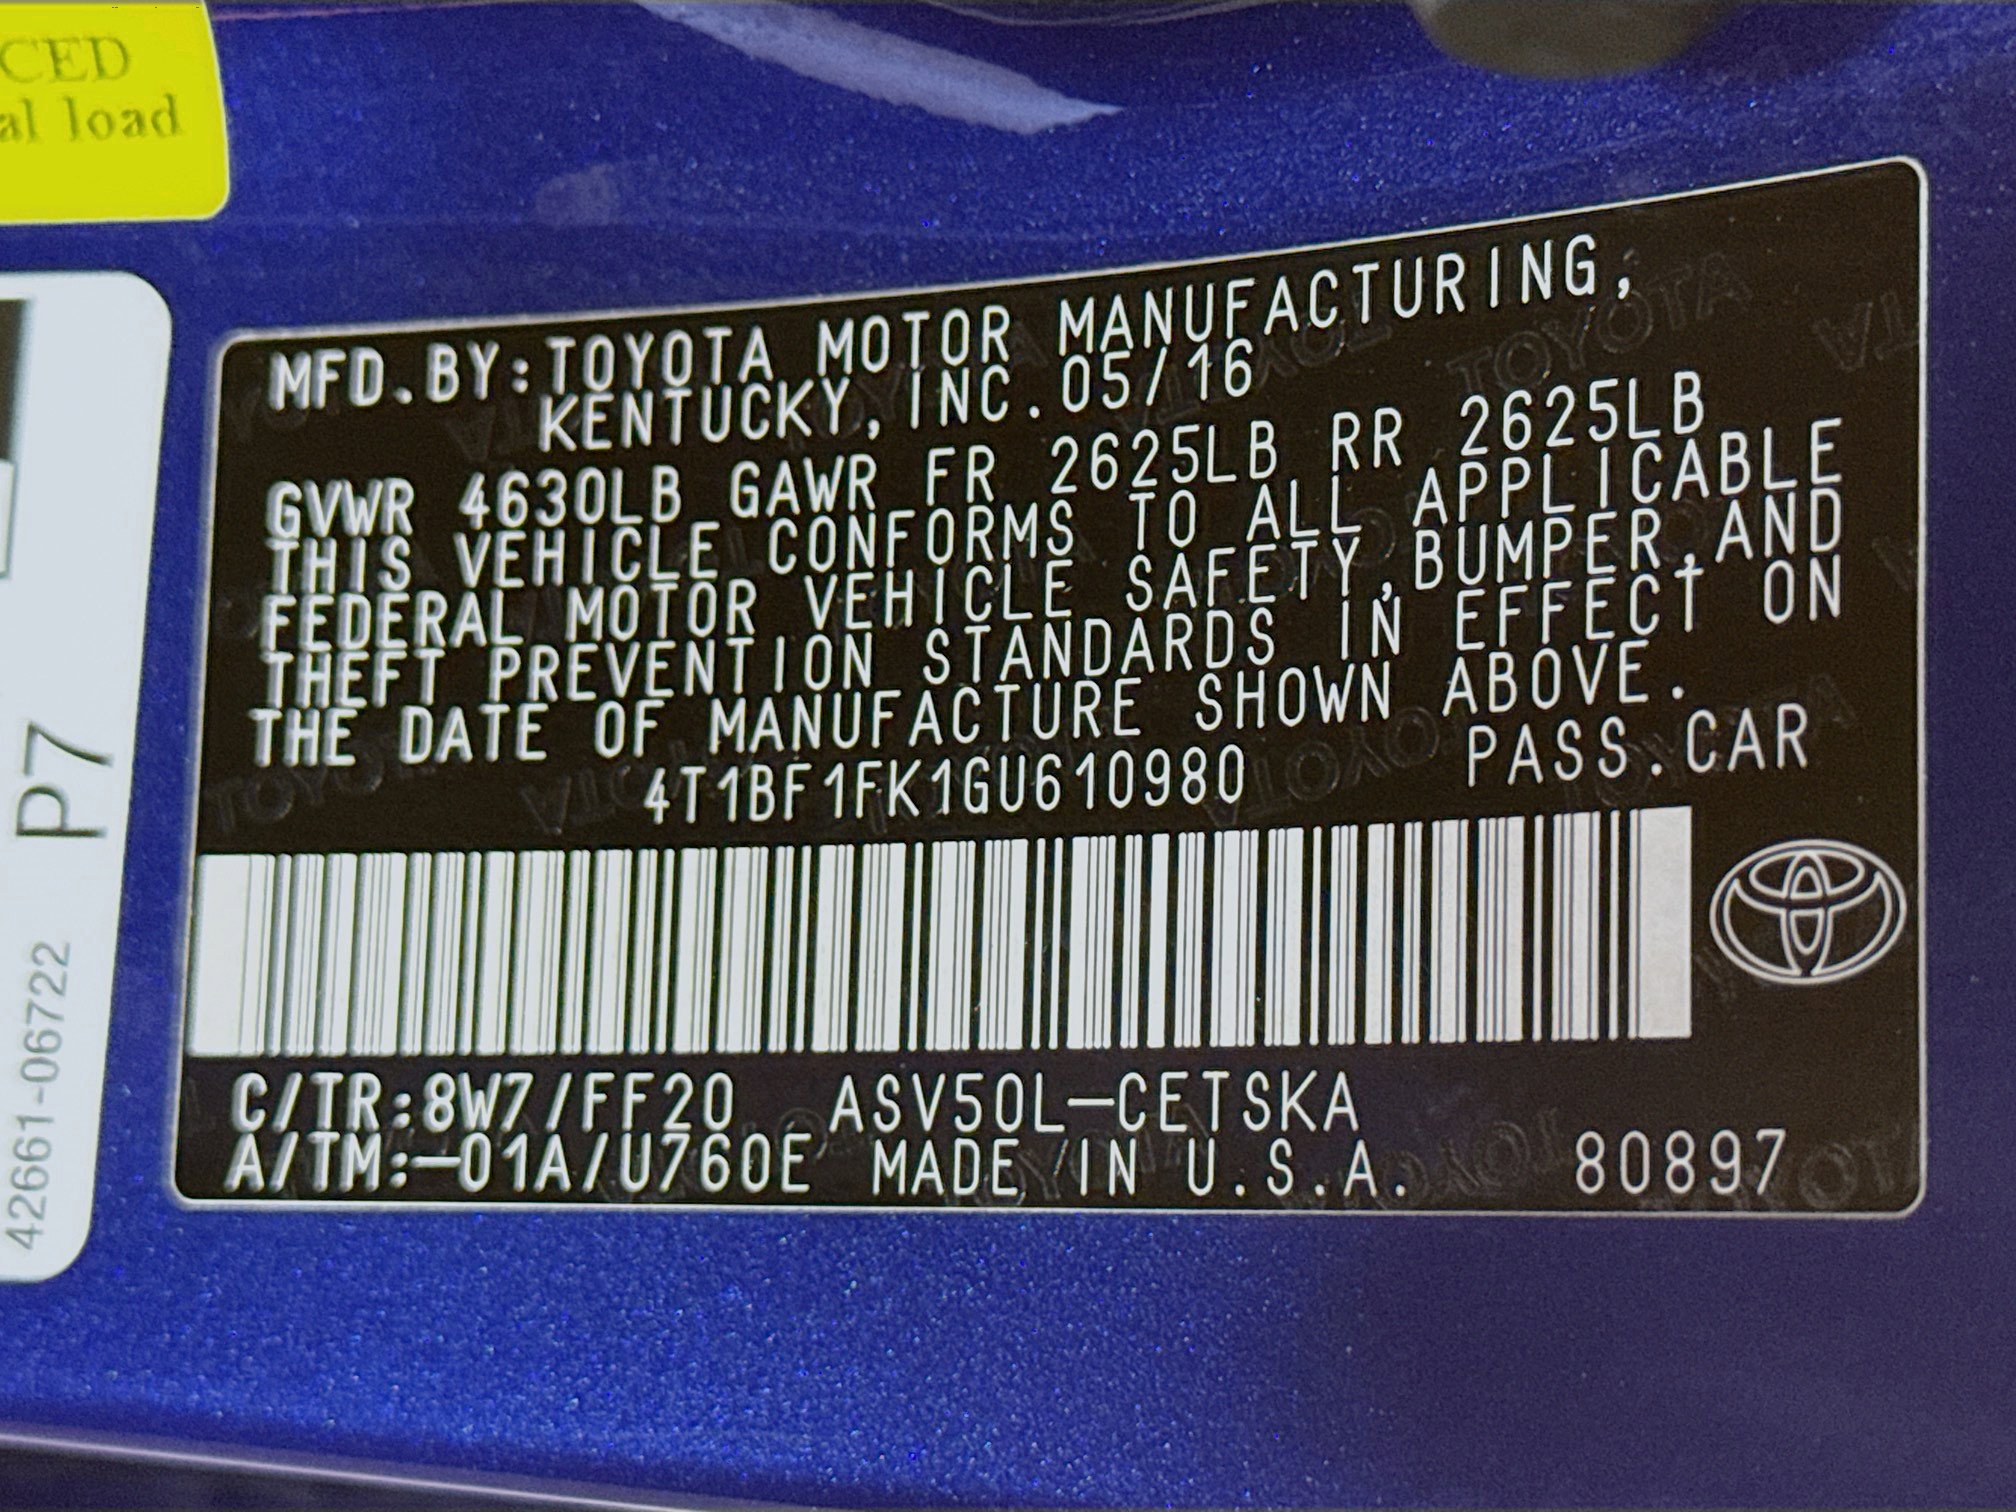 CED
al load
MFD.BY:TOYOTA MOTOR MANUFACTURING,
KENTUCKY,INC.05/16
GVWR 4630LB GAWR FR 2625LB RR 2625LB
THIS VEHICLE CONFORMS TO ALL APPLICABLE
FEDERAL MOTOR VEHICLE SAFETY,BUMPER,AND
THEFT PREVENTION STANDARDS IN EFFECT ON
THE DATE OF MANUFACTURE SHOWN ABOVE.
4T1BF1FK1GU610980 PASS.CAR
C/TR:8W7/FF20 ASV50L-CETSKA
A/TM:-01A/U760E MADE IN U.S.A. 80897
P7
42661-06722